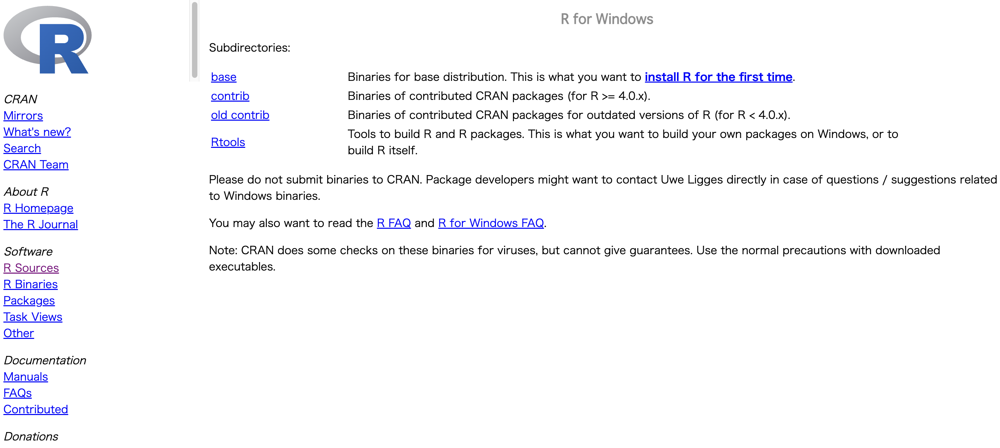 R
CRAN
Mirrors
What's new?
Search
CRAN Team
About R
R Homepage
The R Journal
Software
R Sources
R Binaries
Packages
Task Views
Other
Documentation
Manuals
FAQs
Contributed
Donations
R for Windows
Subdirectories:
base Binaries for base distribution. This is what you want to install R for the first time.
contrib Binaries of contributed CRAN packages (for R >= 4.0.x).
old contrib Binaries of contributed CRAN packages for outdated versions of R (for R < 4.0.x).
Rtools Tools to build R and R packages. This is what you want to build your own packages on Windows, or to
build R itself.
Please do not submit binaries to CRAN. Package developers might want to contact Uwe Ligges directly in case of questions / suggestions related
to Windows binaries.
You may also want to read the R FAQ and R for Windows FAQ.
Note: CRAN does some checks on these binaries for viruses, but cannot give guarantees. Use the normal precautions with downloaded
executables.